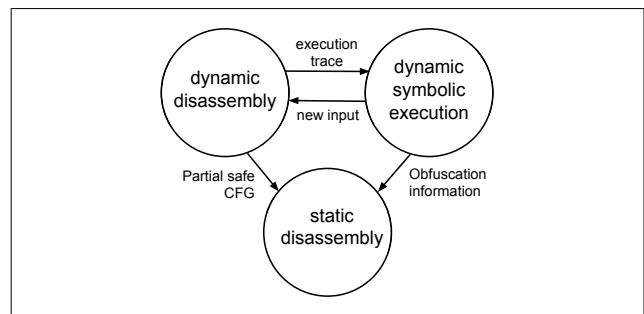 dynamic
disassembly
execution
trace
new input
dynamic
symbolic
execution
Partial safe
CFG
Obfuscation
information
static
disassembly